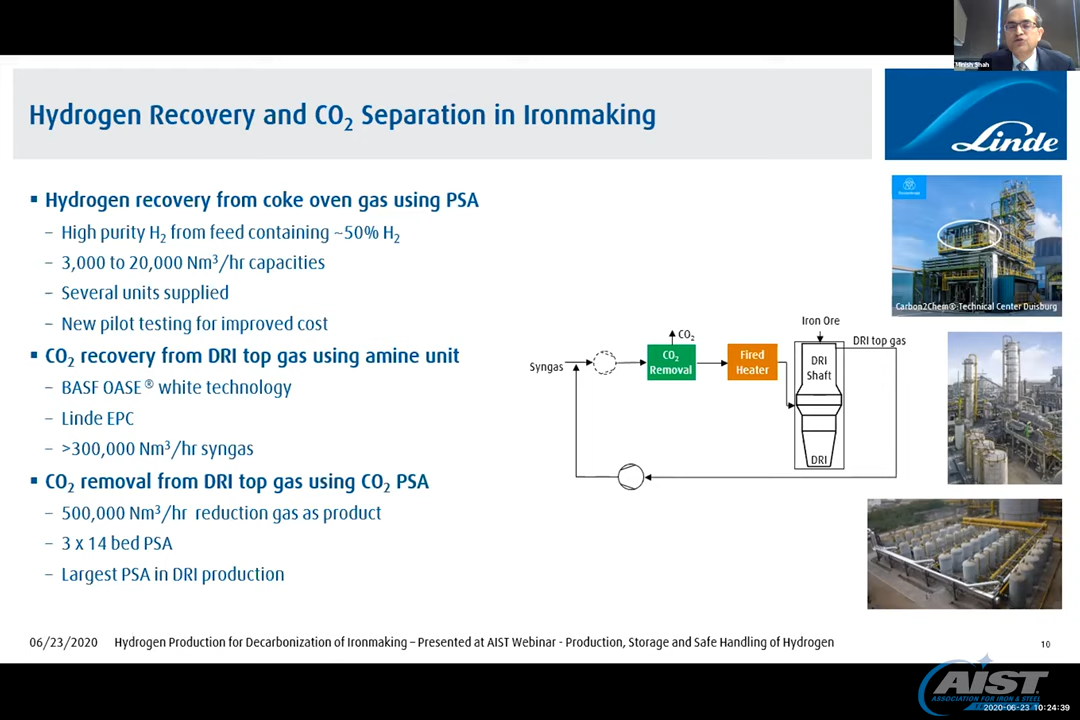 Minish Shah
Hydrogen Recovery and CO₂ Separation in Ironmaking
Linde
▪ Hydrogen recovery from coke oven gas using PSA
– High purity H₂ from feed containing ~50% H₂
– 3,000 to 20,000 Nm³/hr capacities
– Several units supplied
– New pilot testing for improved cost
▪ CO₂ recovery from DRI top gas using amine unit
– BASF OASE ® white technology
– Linde EPC
– >300,000 Nm³/hr syngas
▪ CO₂ removal from DRI top gas using CO₂ PSA
– 500,000 Nm³/hr reduction gas as product
– 3 x 14 bed PSA
– Largest PSA in DRI production
Carbon2Chem® Technical Center Duisburg
Iron Ore
CO₂
DRI top gas
Syngas
CO₂
Removal
Fired
Heater
DRI
Shaft
DRI
06/23/2020 Hydrogen Production for Decarbonization of Ironmaking – Presented at AIST Webinar - Production, Storage and Safe Handling of Hydrogen
10
AIST
ASSOCIATION FOR IRON & STEEL
2020-06-23 10:24:39